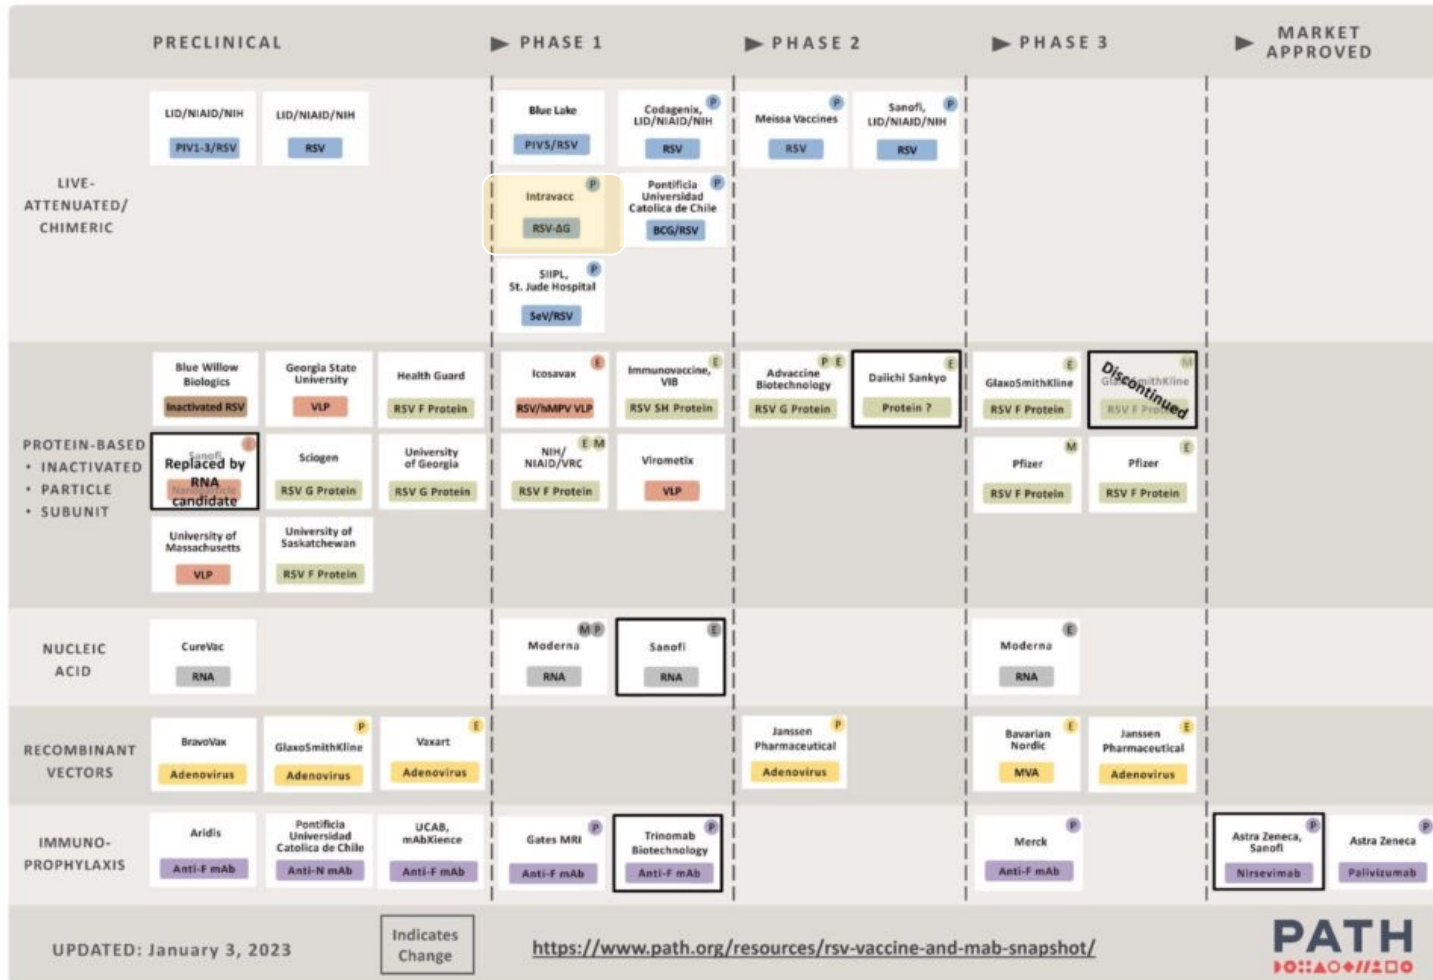 PRECLINICAL
PHASE 1
PHASE 2
PHASE 3
MARKET
APPROVED
LIVE-
ATTENUATED/
CHIMERIC
LID/NIAID/NIH
PIV1-3/RSV
LID/NIAID/NIH
RSV
Blue Lake
PIV5/RSV
P
Codagenix,
LID/NIAID/NIH
RSV
P
Meissa Vaccines
RSV
P
Sanofi,
LID/NIAID/NIH
RSV
P
Intravacc
RSV-ΔG
P
Pontificia
Universidad
Catolica de Chile
BCG/RSV
P
SIIPL,
St. Jude Hospital
SeV/RSV
PROTEIN-BASED
• INACTIVATED
• PARTICLE
• SUBUNIT
Blue Willow
Biologics
Inactivated RSV
Georgia State
University
VLP
Health Guard
RSV F Protein
E
Icosavax
RSV/hMPV VLP
E
Immunovaccine,
VIB
RSV SH Protein
P E
Advaccine
Biotechnology
RSV G Protein
E
Daiichi Sankyo
Protein ?
E
GlaxoSmithKline
RSV F Protein
M
GlaxoSmithKline
Discontinued
RSV F Protein
E
Sanofi,
Replaced by
RNA
Nanoparticle
candidate
Sciogen
RSV G Protein
University
of Georgia
RSV G Protein
E M
NIH/
NIAID/VRC
RSV F Protein
Virometix
VLP
M
Pfizer
RSV F Protein
E
Pfizer
RSV F Protein
University of
Massachusetts
VLP
University of
Saskatchewan
RSV F Protein
NUCLEIC
ACID
CureVac
RNA
M P
Moderna
RNA
E
Sanofi
RNA
E
Moderna
RNA
RECOMBINANT
VECTORS
BravoVax
Adenovirus
P
GlaxoSmithKline
Adenovirus
E
Vaxart
Adenovirus
P
Janssen
Pharmaceutical
Adenovirus
E
Bavarian
Nordic
MVA
E
Janssen
Pharmaceutical
Adenovirus
IMMUNO-
PROPHYLAXIS
Aridis
Anti-F mAb
Pontificia
Universidad
Catolica de Chile
Anti-N mAb
UCAB,
mAbXience
Anti-F mAb
P
Gates MRI
Anti-F mAb
P
Trinomab
Biotechnology
Anti-F mAb
P
Merck
Anti-F mAb
P
Astra Zeneca,
Sanofi
Nirsevimab
P
Astra Zeneca
Palivizumab
UPDATED: January 3, 2023
Indicates
Change
https://www.path.org/resources/rsv-vaccine-and-mab-snapshot/
PATH